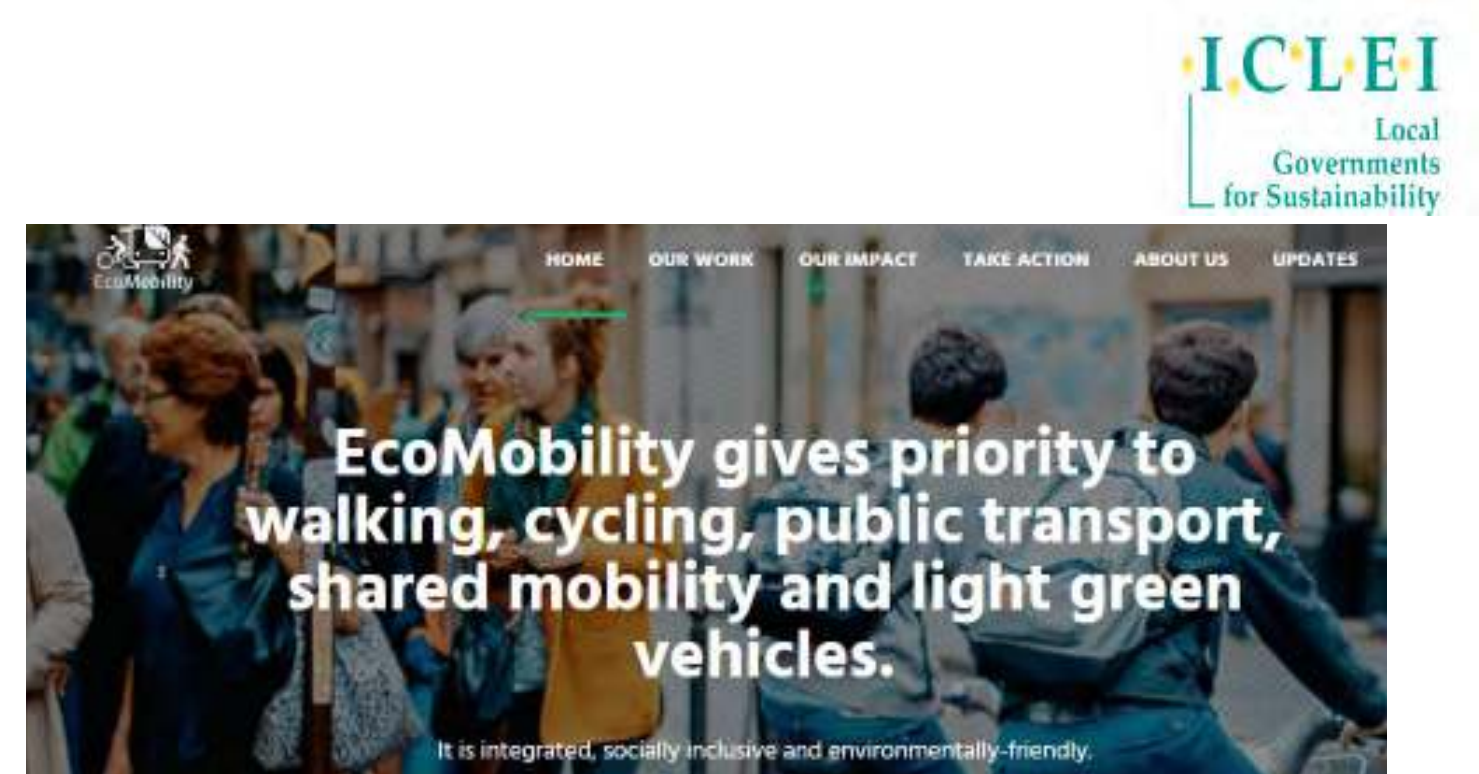 I.C.L.E.I
Local
Governments
for Sustainability
EcoMobility
HOME OUR WORK OUR IMPACT TAKE ACTION ABOUT US UPDATES
EcoMobility gives priority to
walking, cycling, public transport,
shared mobility and light green
vehicles.
It is integrated, socially inclusive and environmentally-friendly.